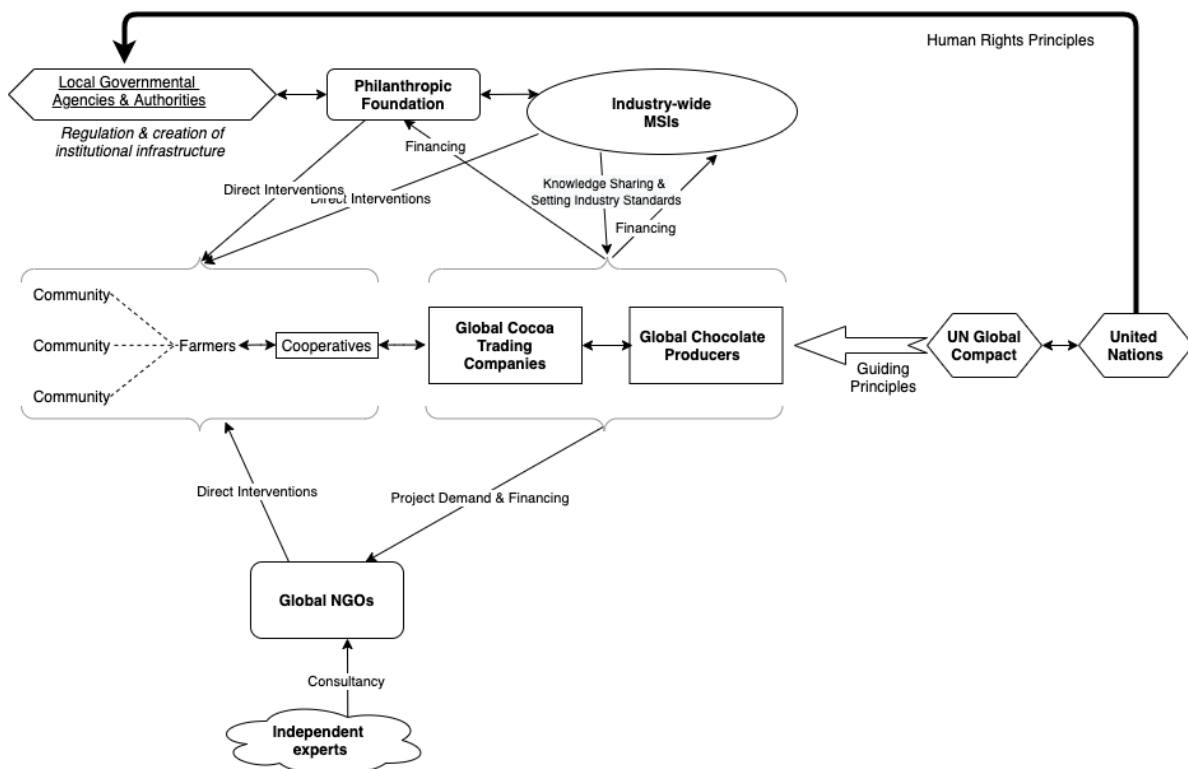 Human Rights Principles
Local Governmental
Agencies & Authorities
Philanthropic
Foundation
Industry-wide
MSIs
Regulation & creation of
institutional infrastructure
Financing
Direct Interventions
Direct Interventions
Knowledge Sharing &
Setting Industry Standards
Financing
Community
Community
Community
Farmers
Cooperatives
Global Cocoa
Trading
Companies
Global Chocolate
Producers
Guiding
Principles
UN Global
Compact
United
Nations
Direct Interventions
Project Demand & Financing
Global NGOs
Consultancy
Independent
experts